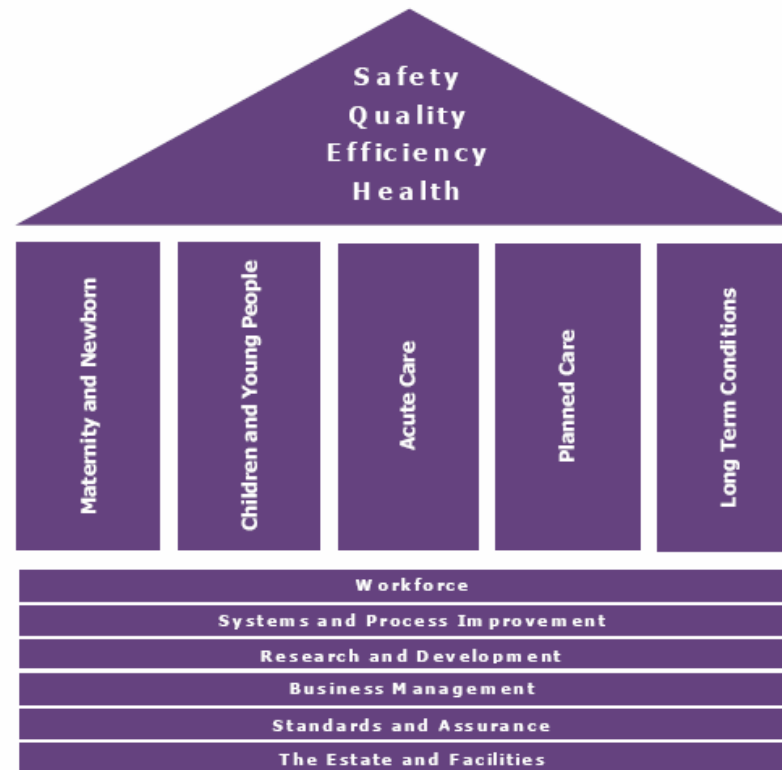 Safety
Quality
Efficiency
Health
Maternity and Newborn
Children and Young People
Acute Care
Planned Care
Long Term Conditions
Workforce
Systems and Process Improvement
Research and Development
Business Management
Standards and Assurance
The Estate and Facilities